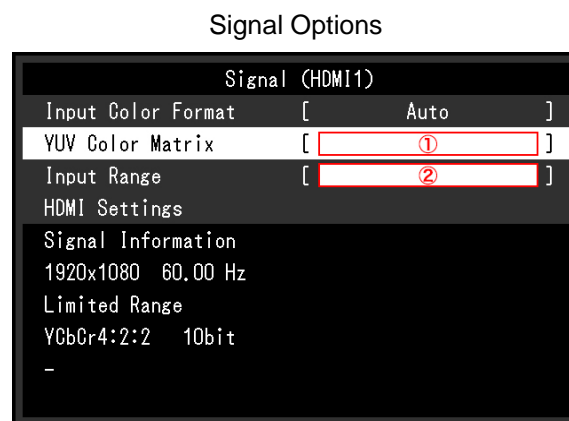 Signal Options
Signal (HDMI1)
Input Color Format [ Auto ]
YUV Color Matrix [ ① ]
Input Range [ ② ]
HDMI Settings
Signal Information
1920x1080 60.00 Hz
Limited Range
YCbCr4:2:2 10bit
–